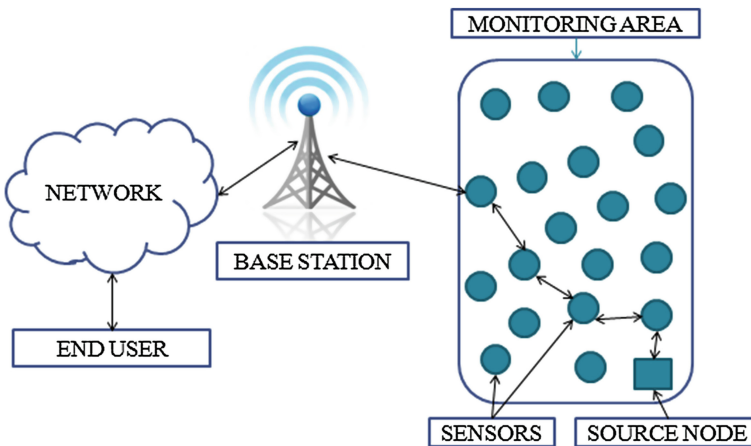 MONITORING AREA
NETWORK
BASE STATION
END USER
SENSORS
SOURCE NODE